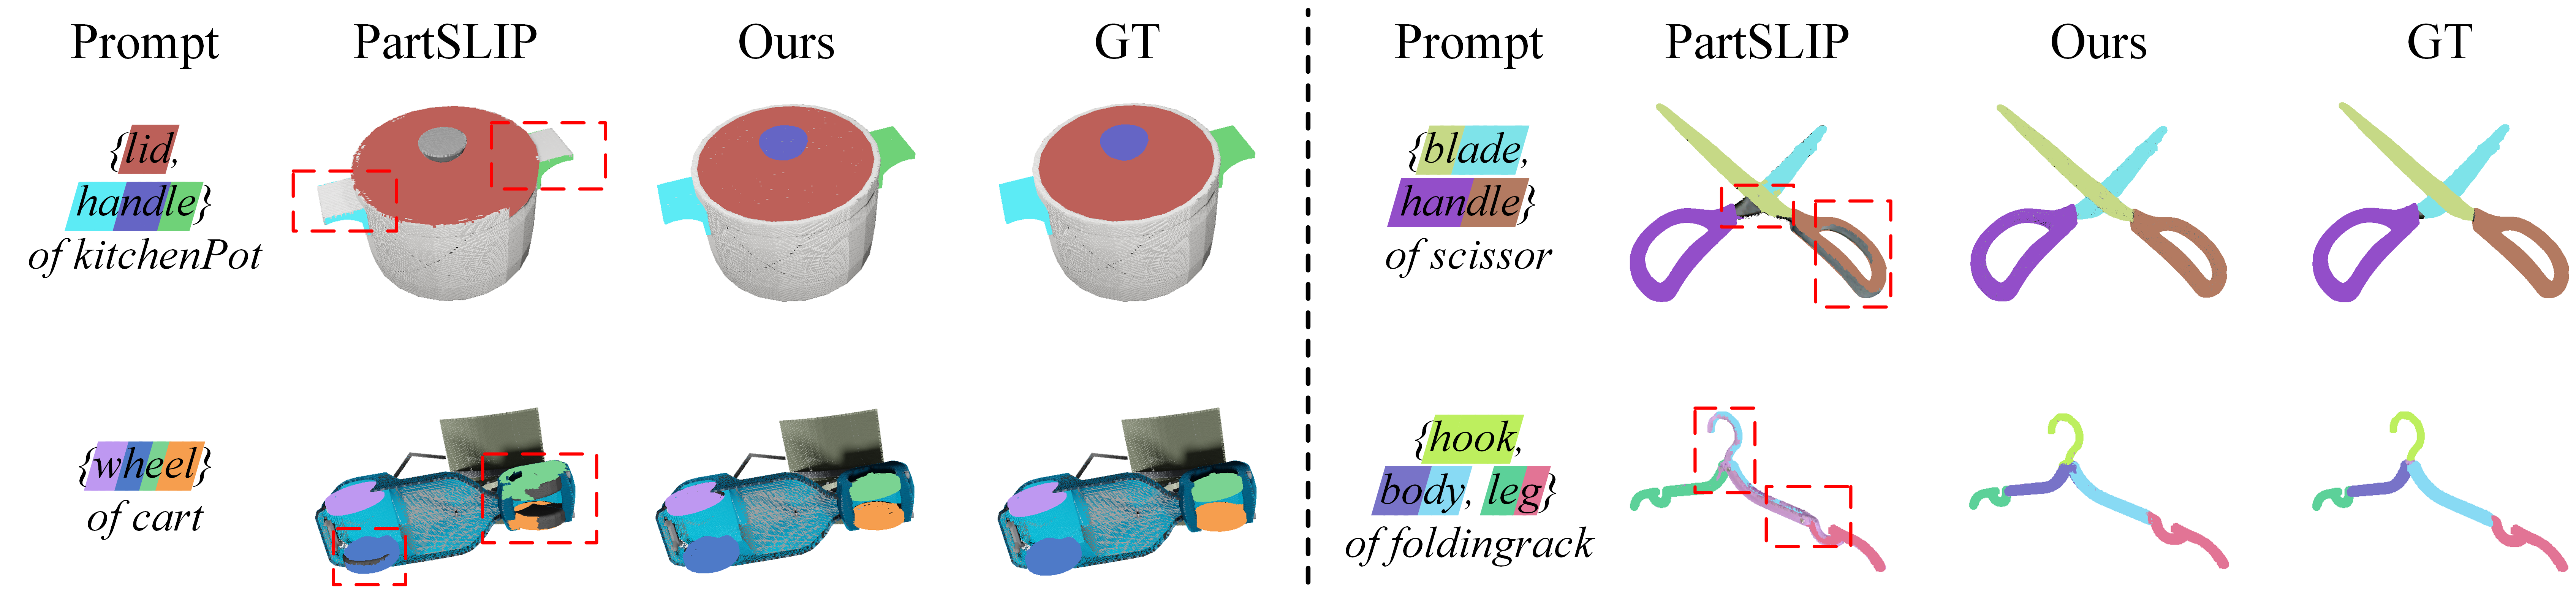 Prompt PartSLIP Ours GT Prompt PartSLIP Ours GT
{lid,
handle}
of kitchenPot
{blade,
handle}
of scissor
{wheel}
of cart
{hook,
body, leg}
of foldingrack